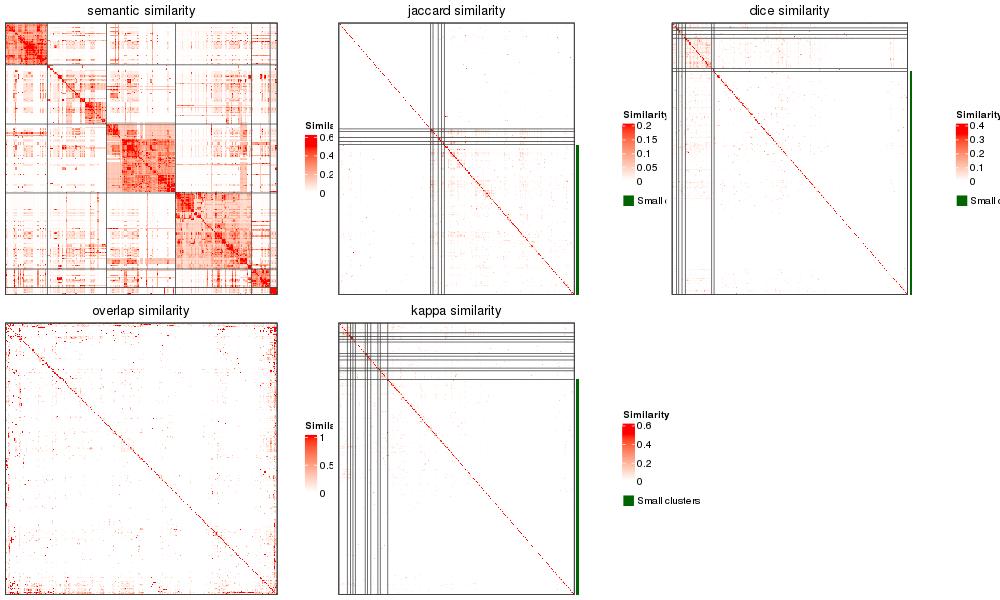 semantic similarity
jaccard similarity
dice similarity
Simila
0.6
0.4
0.2
0
Similarity
0.2
0.15
0.1
0.05
0
Small
Similarity
0.4
0.3
0.2
0.1
0
Small
overlap similarity
kappa similarity
Simila
1
0.5
0
Similarity
0.6
0.4
0.2
0
Small clusters